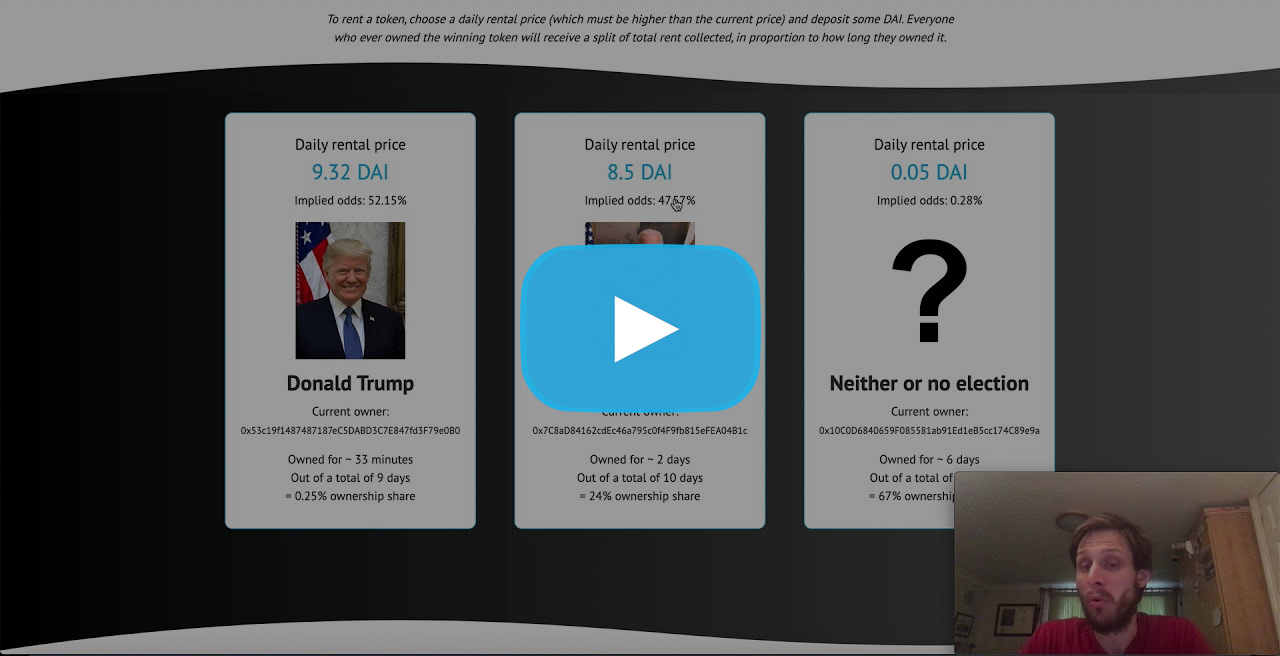 To rent a token, choose a daily rental price (which must be higher than the current price) and deposit some DAI. Everyone
who ever owned the winning token will receive a split of total rent collected, in proportion to how long they owned it.
Daily rental price
9.32 DAI
Implied odds: 52.15%
Donald Trump
Current owner:
0x53c19f1487487187eC5DABD3C7E847fd3F79e0B0
Owned for ~ 33 minutes
Out of a total of 9 days
= 0.25% ownership share
Daily rental price
8.5 DAI
Implied odds:
Current owner:
0x7C8aD84162cdEc46a795c0f4F9fb815eFEA04B1c
Owned for ~ 2 days
Out of a total of 10 days
= 24% ownership share
Daily rental price
0.05 DAI
Implied odds: 0.28%
?
Neither or no election
Current owner:
0x10C0D6840659F085581ab91Ed1eB5cc174C89e9a
Owned for ~ 6 days
Out of a total of
= 67% ownership